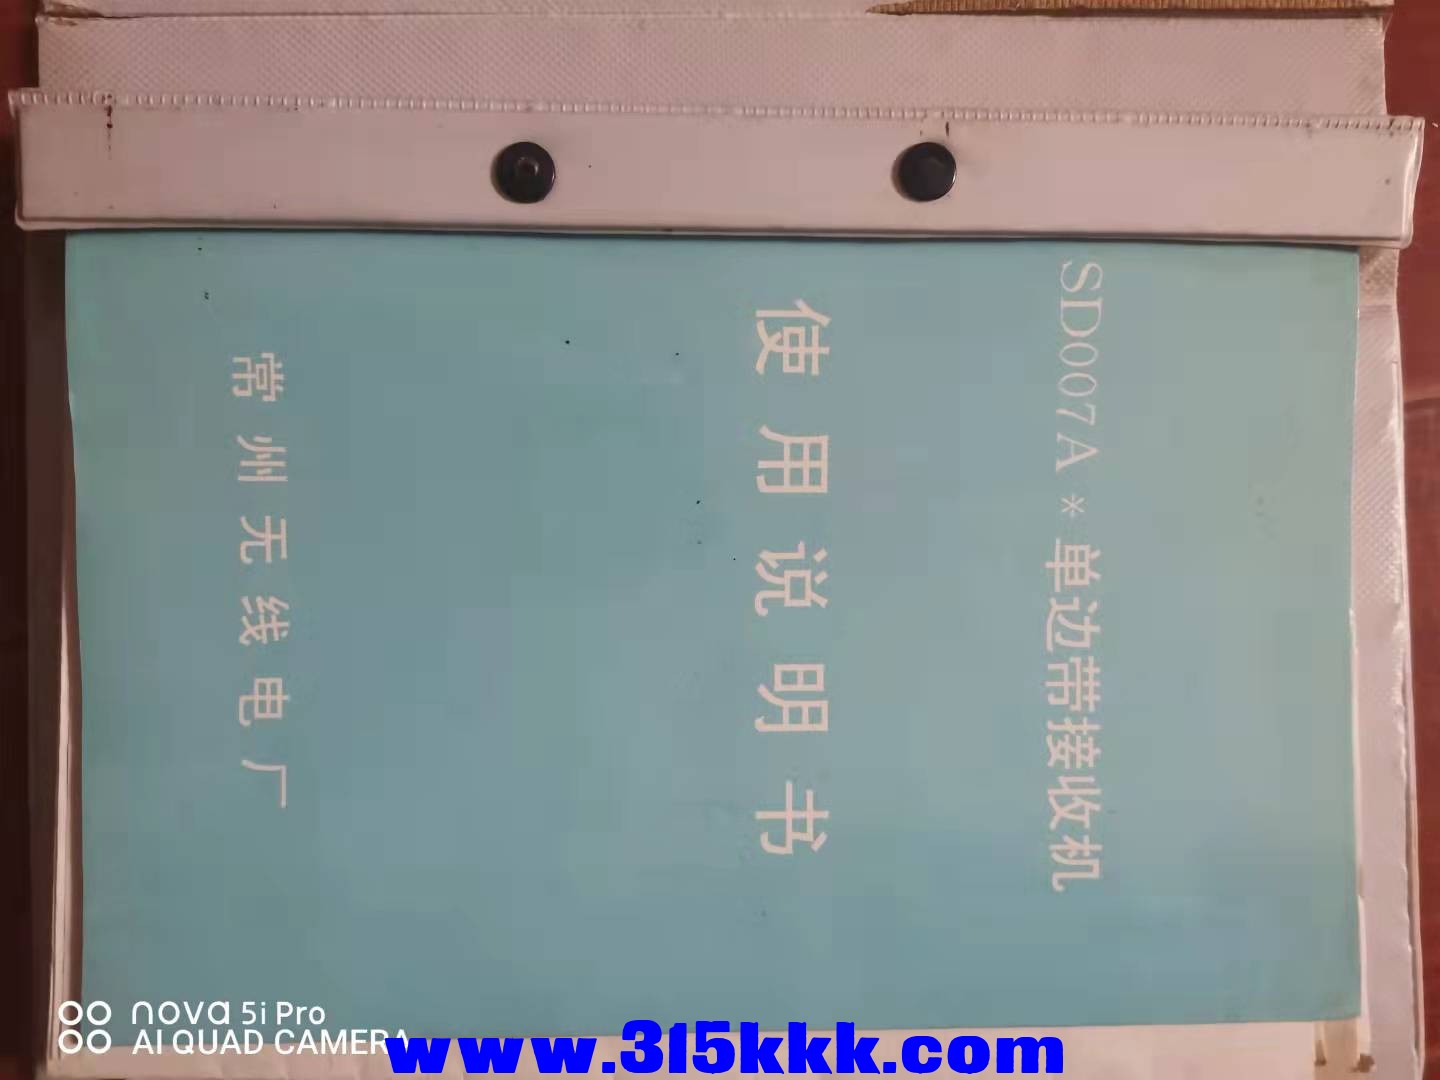 SD007A*单边带接收机
使用说明书
常州无线电厂
nova 5i Pro
AI QUAD CAMERA
www.315kkk.com